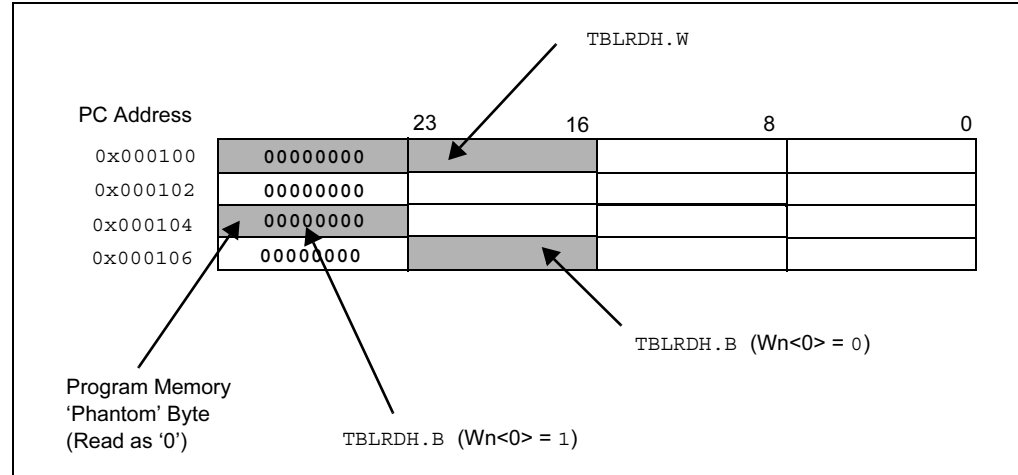 TBLRDH.W
PC Address
23 16 8 0
0x000100 00000000
0x000102 00000000
0x000104 00000000
0x000106 00000000
TBLRDH.B (Wn<0> = 0)
Program Memory
‘Phantom’ Byte
(Read as ‘0’)
TBLRDH.B (Wn<0> = 1)